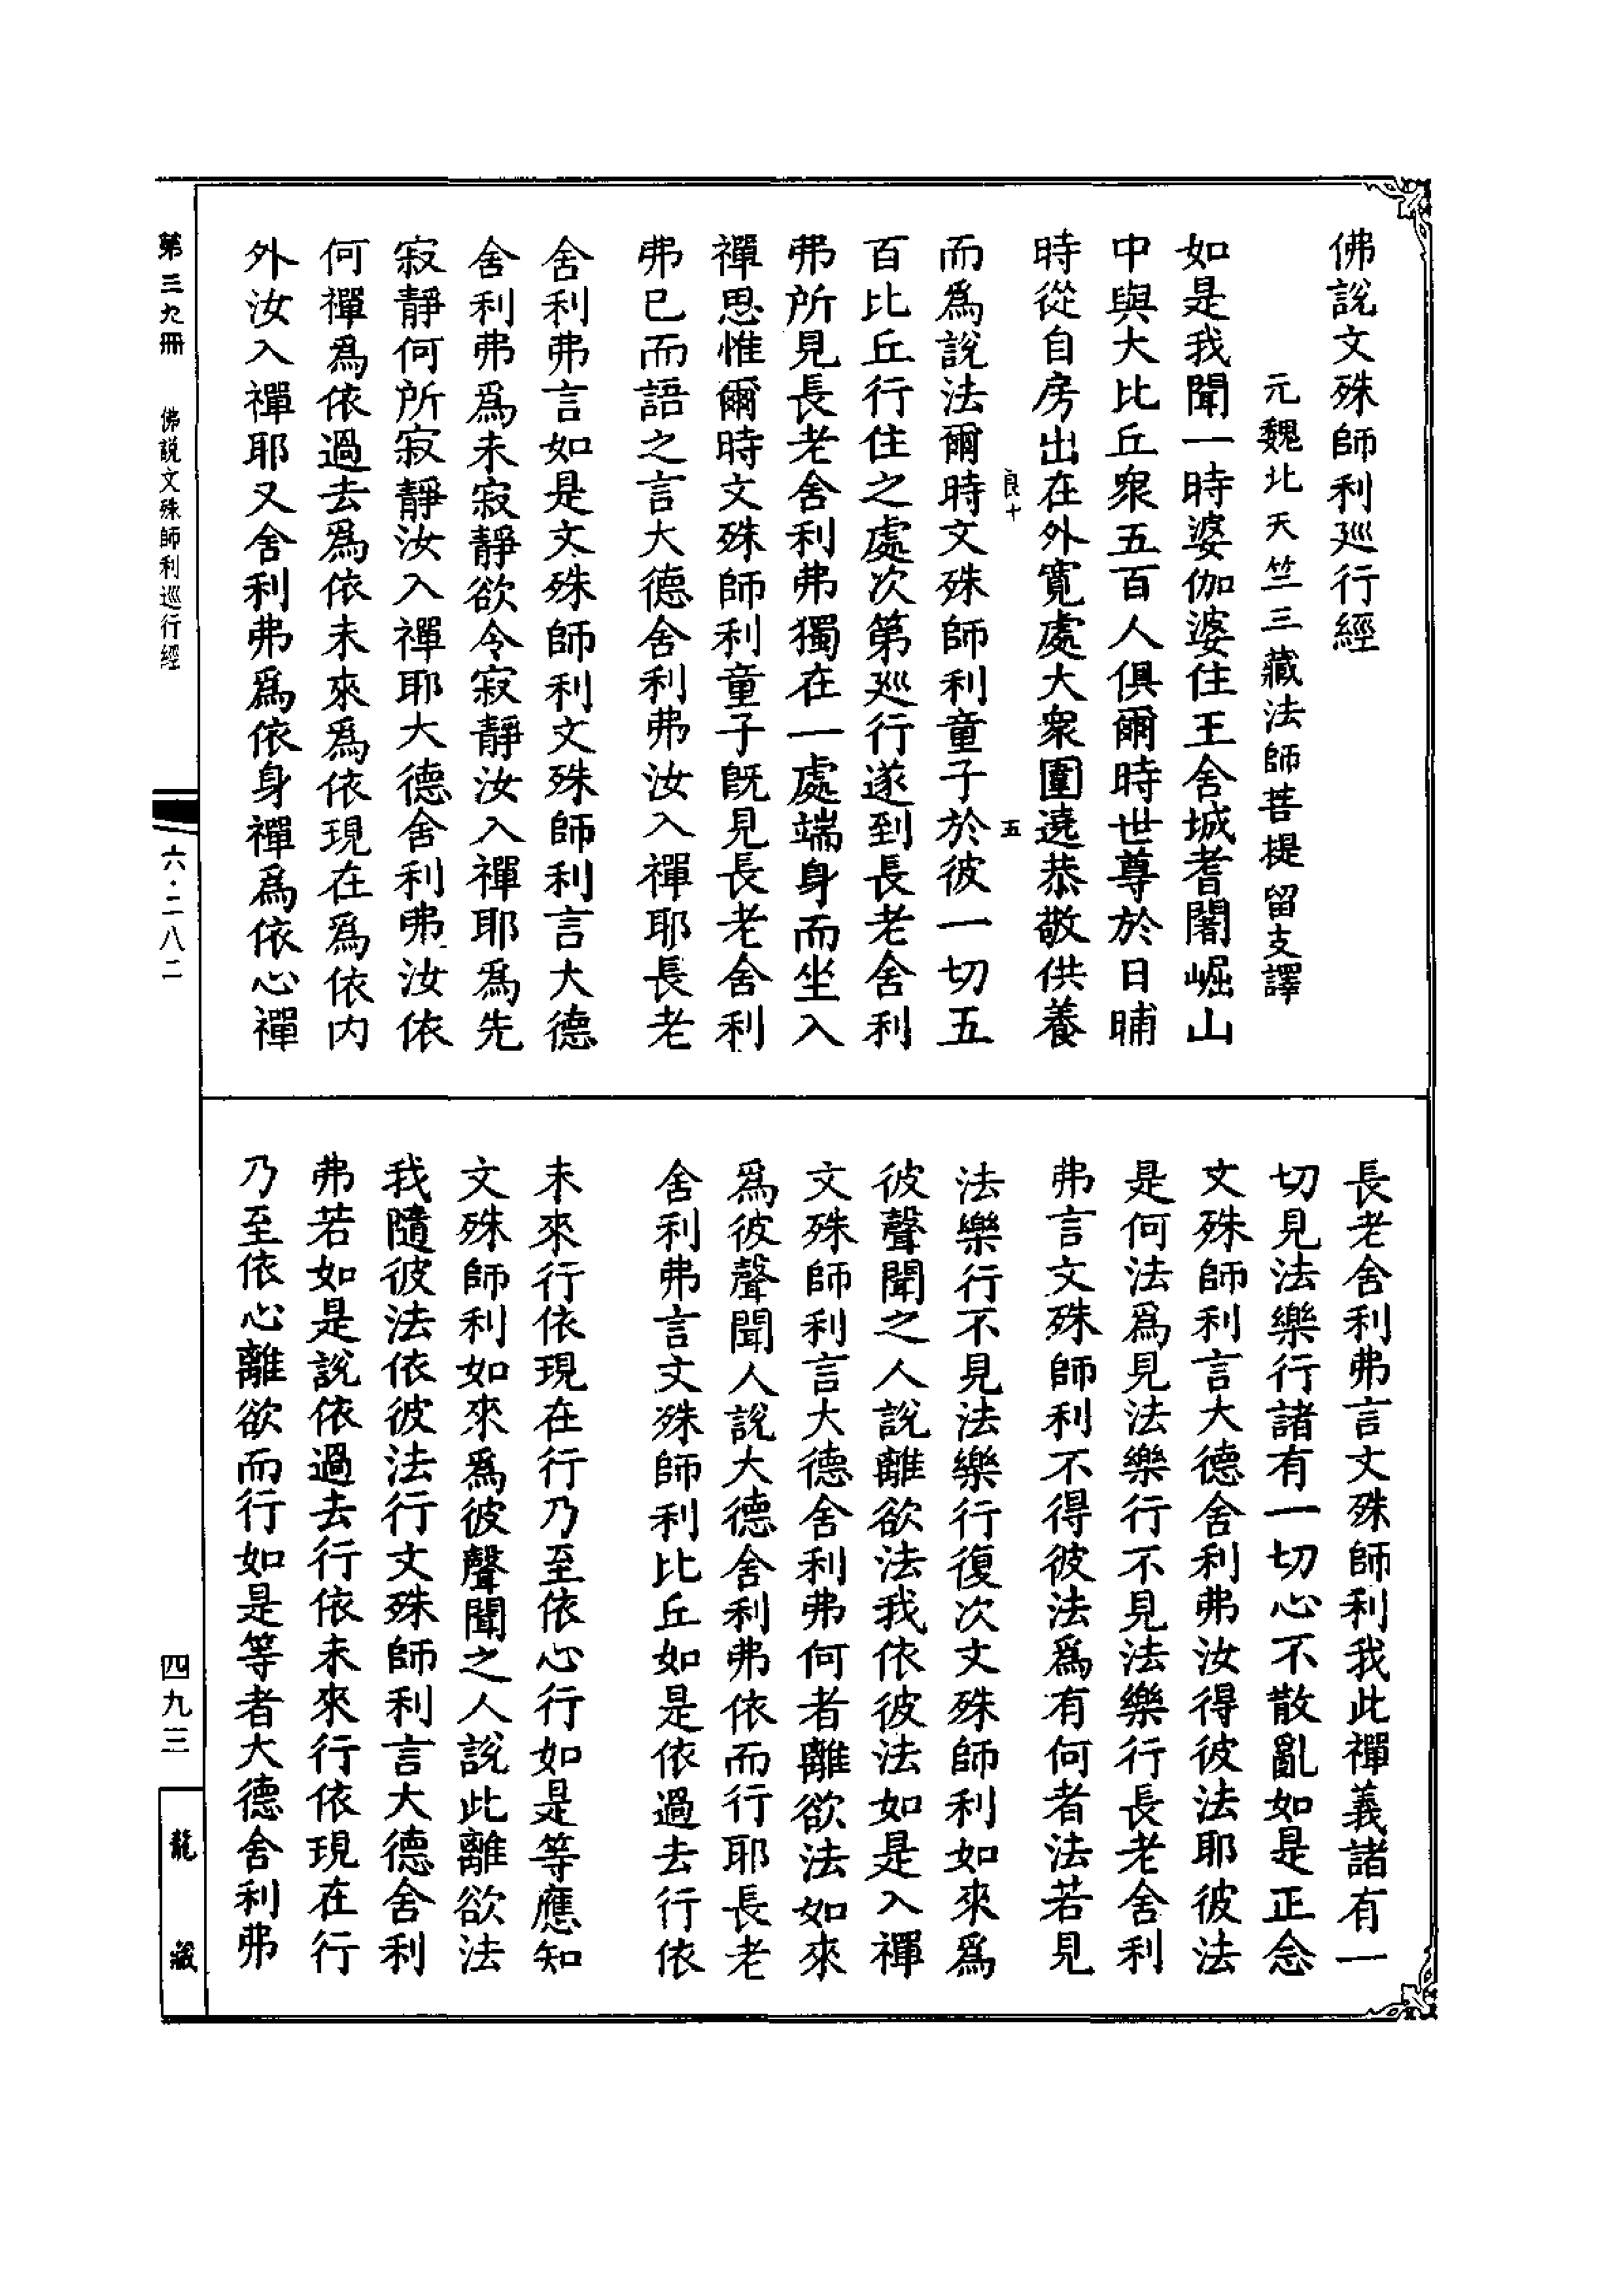 佛說文殊師利巡行經
元魏北天竺三藏法師菩提留支譯
如是我聞一時婆伽婆住王舍城耆闍崛山
中與大比丘衆五百人俱爾時世尊於日晡
時從自房出在外寬處大衆圍遶恭敬供養
而爲說法爾時文殊師利童子於彼一切五
百比丘行住之處次第巡行遂到長老舍利
弗所見長老舍利弗獨在一處端身而坐入
禪思惟爾時文殊師利童子旣見長老舍利
弗已而語之言大德舍利弗汝入禪耶長老
舍利弗言如是文殊師利文殊師利言大德
舍利弗爲未寂靜欲令寂靜汝入禪耶爲先
寂靜何所寂靜汝入禪耶大德舍利弗汝依
何禪爲依過去爲依未來爲依現在爲依內
外汝入禪耶又舍利弗爲依身禪爲依心禪
良十
五
長老舍利弗言文殊師利我此禪義諸有一
切見法樂行諸有一切心不散亂如是正念
文殊師利言大德舍利弗汝得彼法耶彼法
是何法爲見法樂行不見法樂行長老舍利
弗言文殊師利不得彼法爲有何者法若見
法樂行不見法樂行復次文殊師利如來爲
彼聲聞之人說離欲法我依彼法如是入禪
文殊師利言大德舍利弗何者離欲法如來
爲彼聲聞人說大德舍利弗依而行耶長老
舍利弗言文殊師利比丘如是依過去行依
未來行依現在行乃至依心行如是等應知
文殊師利如來爲彼聲聞之人說此離欲法
我隨彼法依彼法行文殊師利言大德舍利
弗若如是說依過去行依未來行依現在行
乃至依心離欲而行如是等者大德舍利弗
第三九冊
佛說文殊師利巡行經
六·二八二
四九三
龍藏